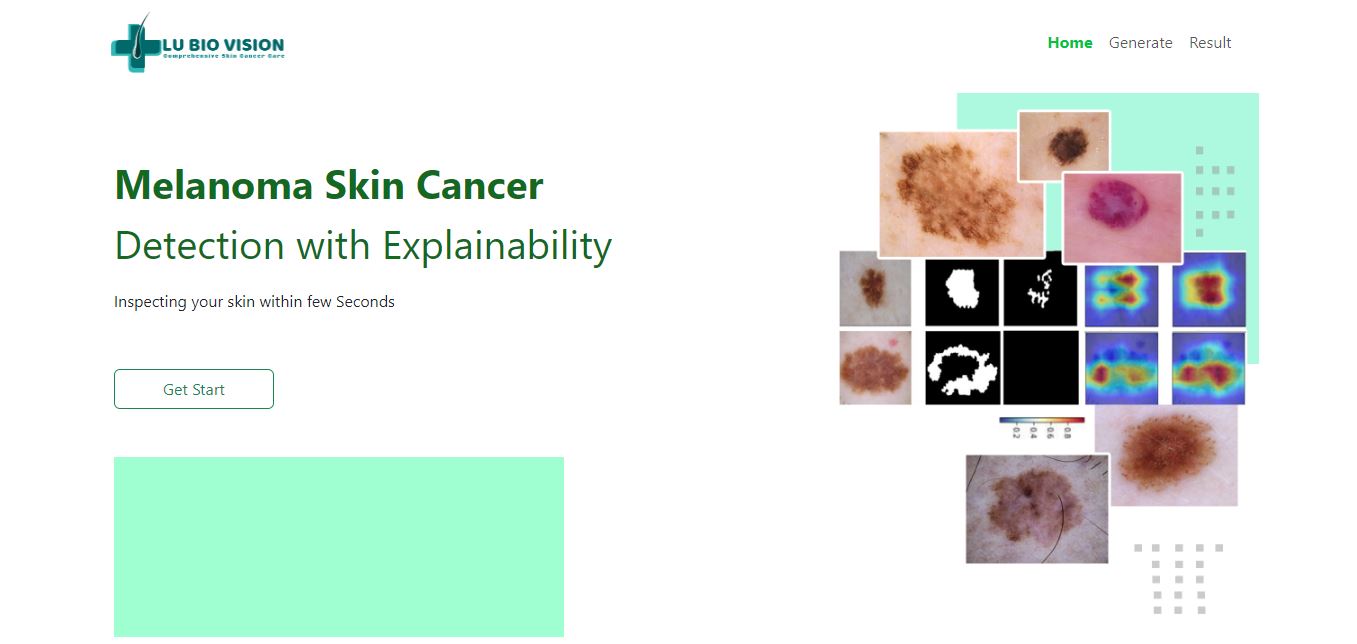 LU BIO VISION
Comprehensive Skin Cancer Care
Home Generate Result
Melanoma Skin Cancer
Detection with Explainability
Inspecting your skin within few Seconds
Get Start
0.2 0.4 0.6 0.8